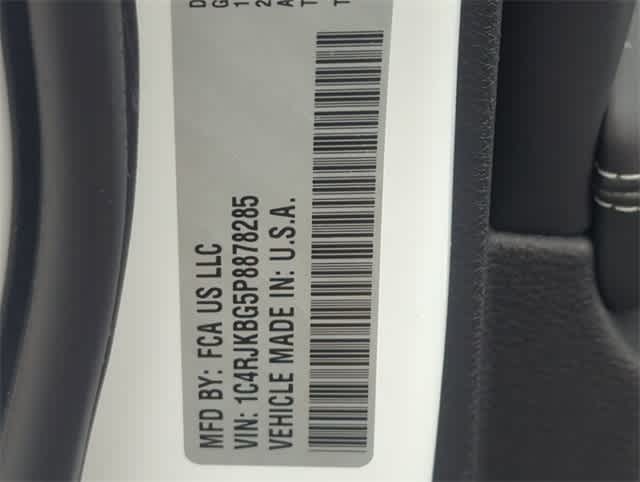 MFD BY: FCA US LLC
VIN: 1C4RJKBG5P8878285
VEHICLE MADE IN: U.S.A.